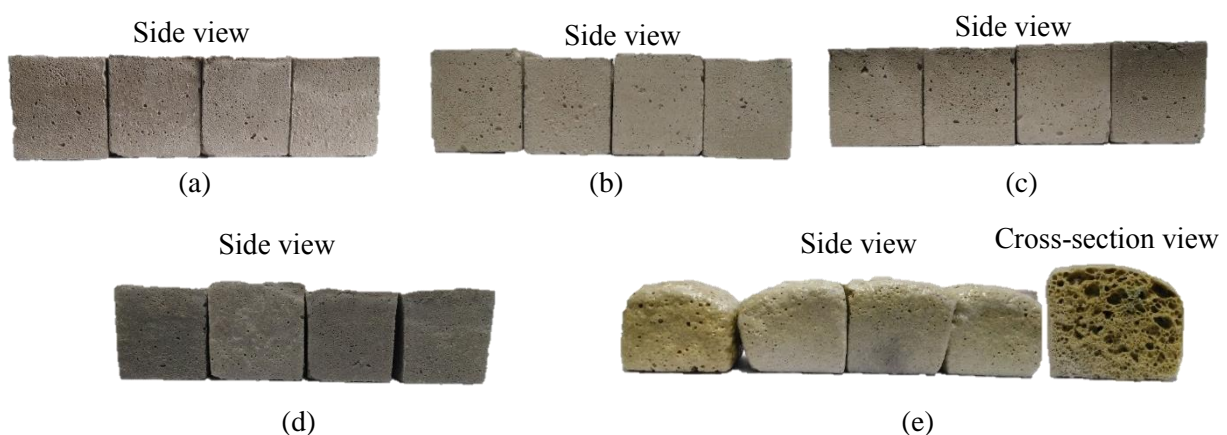 Side view
Side view
Side view
(a)
(b)
(c)
Side view
Side view
Cross-section view
(d)
(e)